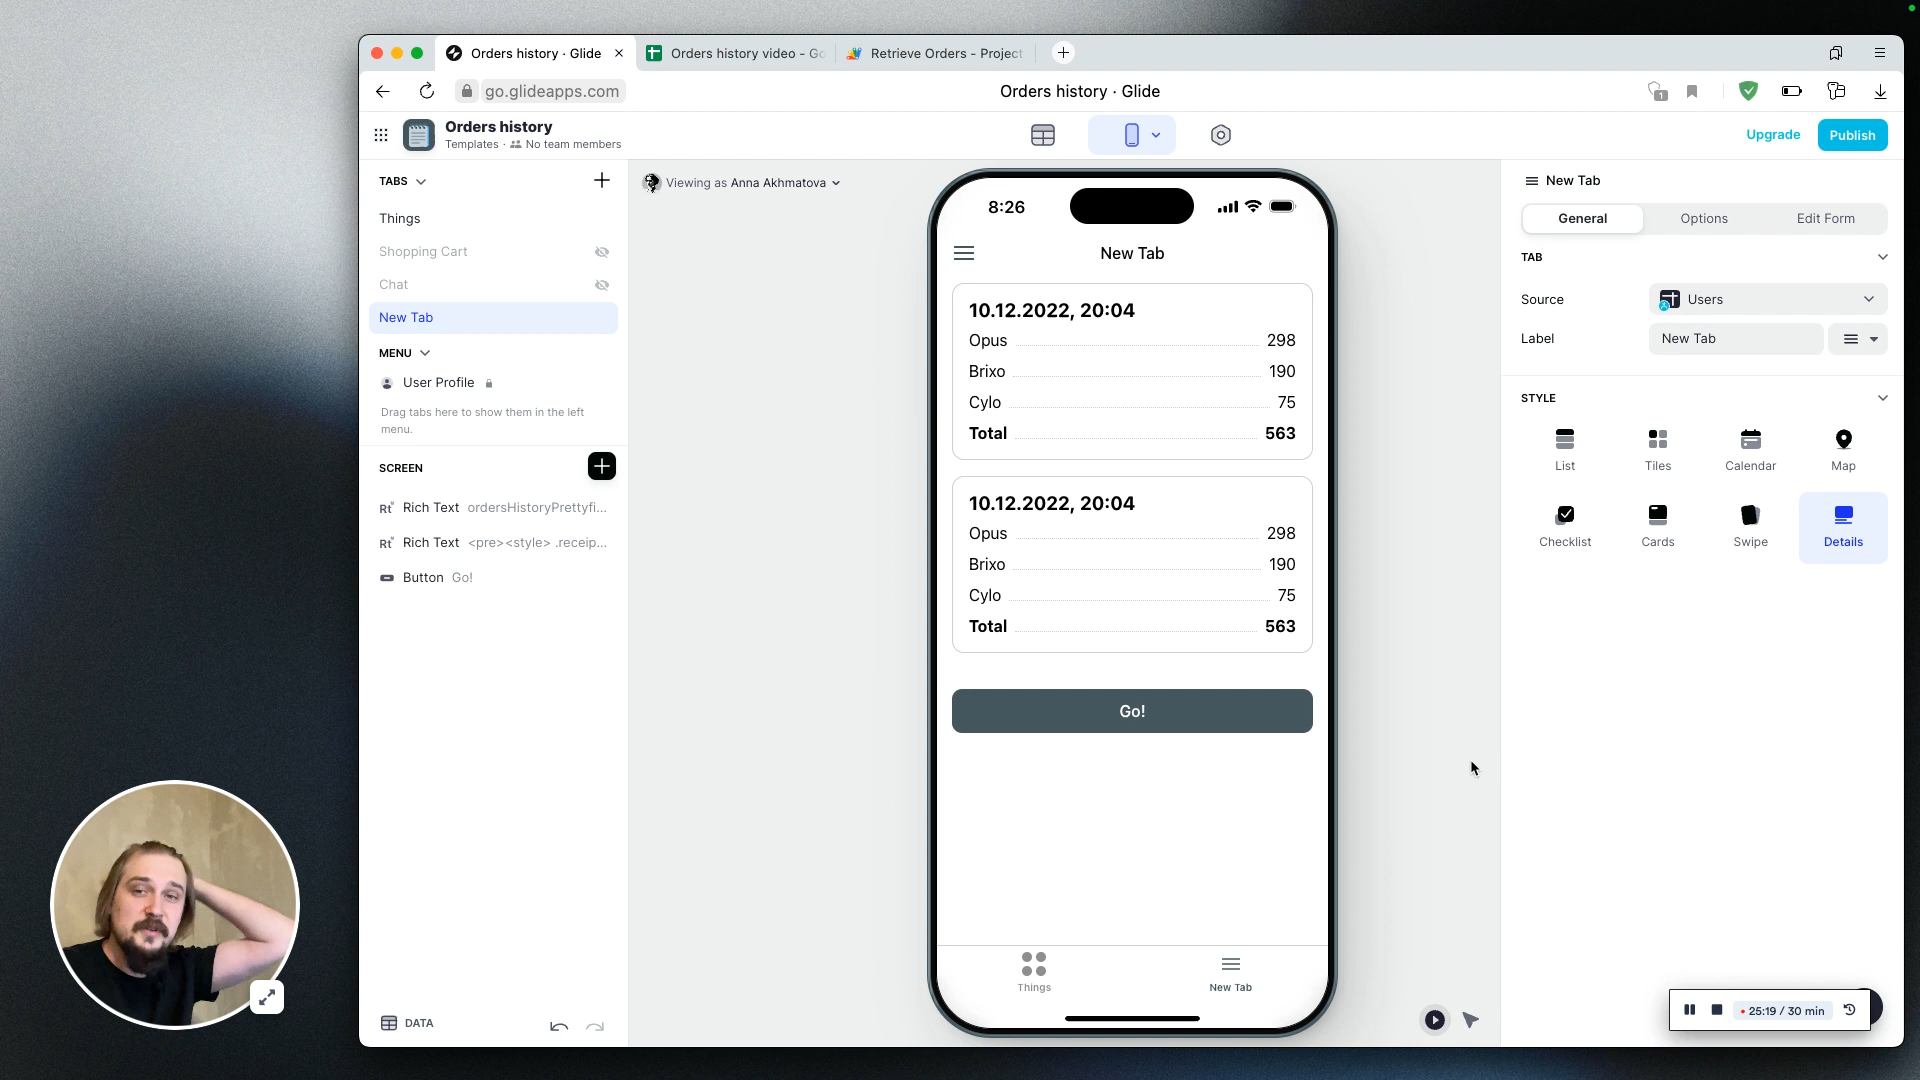 Orders history · Glide
Orders history video - Go
Retrieve Orders - Project
go.glideapps.com
Orders history · Glide
1
Orders history
Templates · No team members
Upgrade
Publish
TABS
Things
Shopping Cart
Chat
New Tab
MENU
User Profile
Drag tabs here to show them in the left
menu.
SCREEN
Rt Rich Text ordersHistoryPrettyfi...
Rt Rich Text <pre><style> .receip...
Button Go!
DATA
Viewing as Anna Akhmatova
8:26
New Tab
10.12.2022, 20:04
Opus 298
Brixo 190
Cylo 75
Total 563
10.12.2022, 20:04
Opus 298
Brixo 190
Cylo 75
Total 563
Go!
Things
New Tab
New Tab
General
Options
Edit Form
TAB
Source
Users
Label
New Tab
STYLE
List
Tiles
Calendar
Map
Checklist
Cards
Swipe
Details
25:19 / 30 min